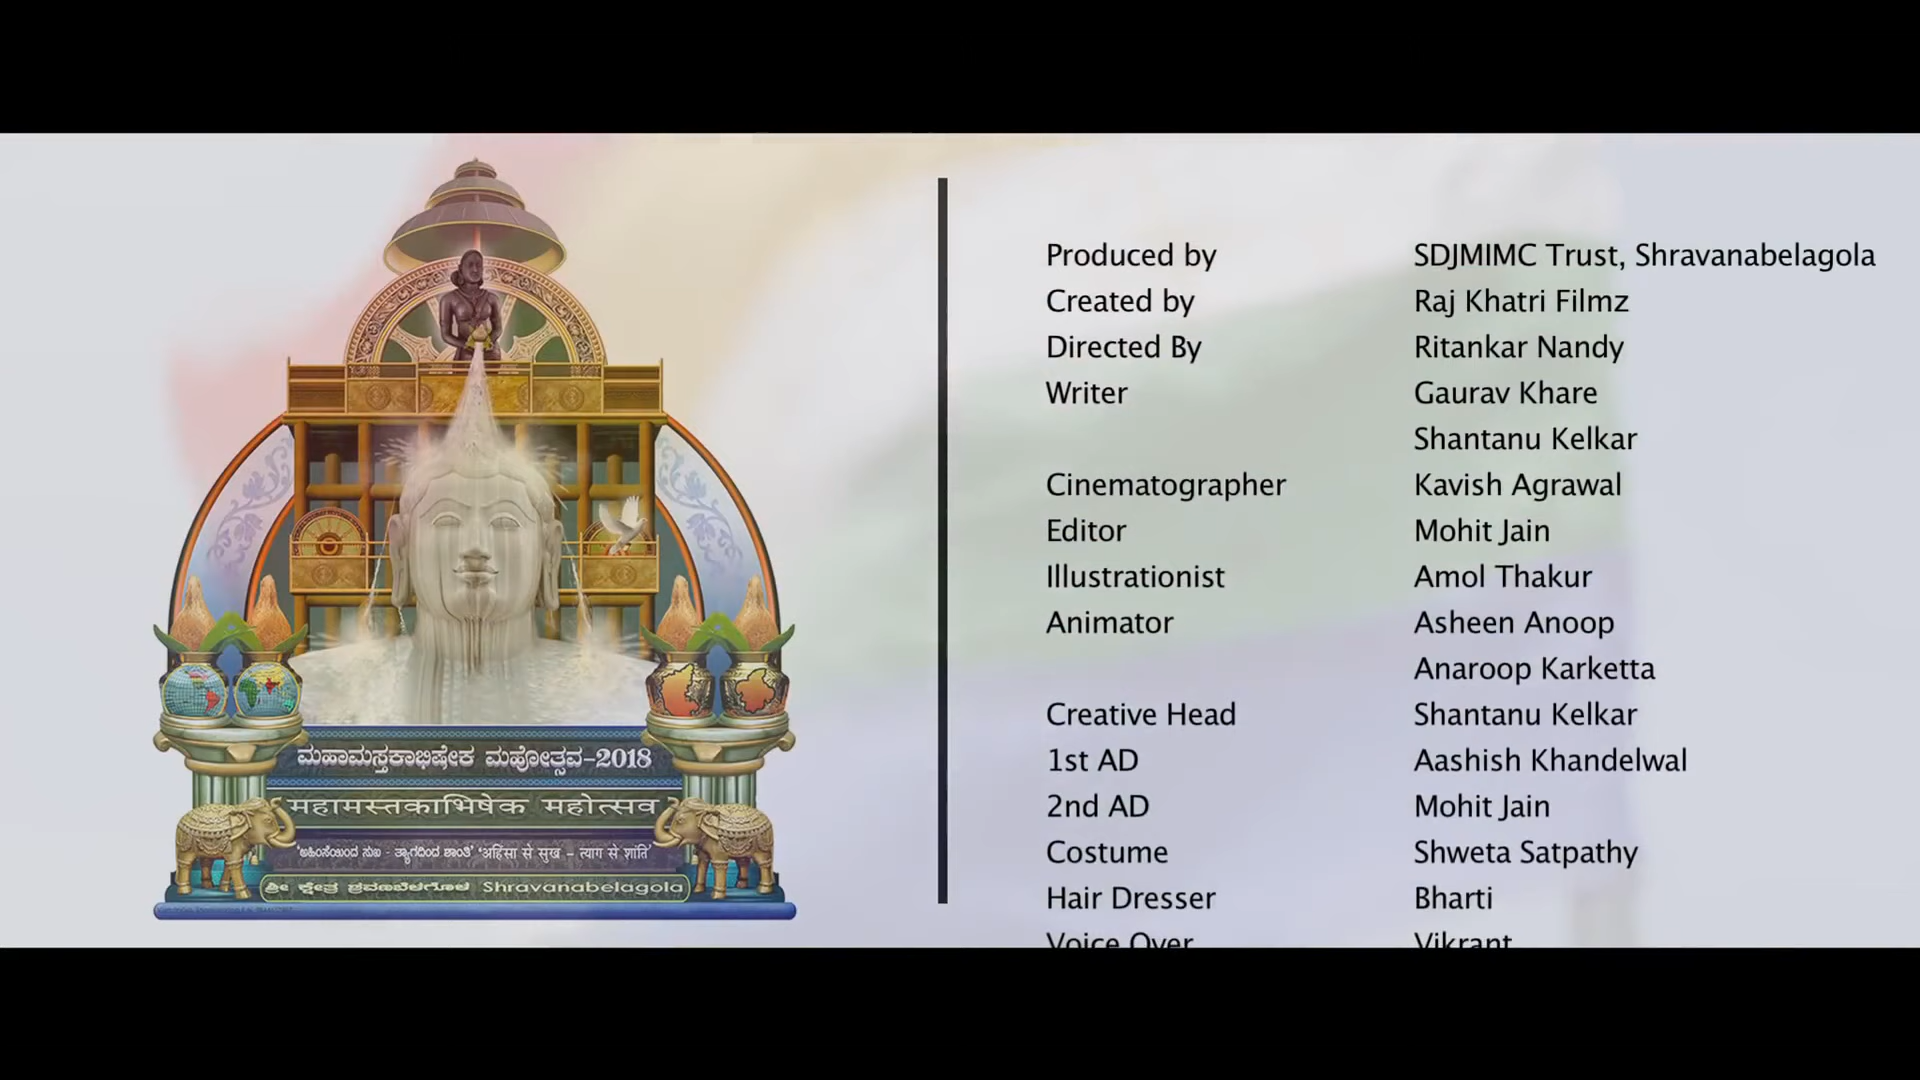 ಮಹಾಮಸ್ತಕಾಭಿಷೇಕ ಮಹೋತ್ಸವ-2018
महामस्तकाभिषेक महोत्सव
'ಅಹಿಂಸೆಯಿಂದ ಸುಖ - ತ್ಯಾಗದಿಂದ ಶಾಂತಿ' 'अहिंसा से सुख – त्याग से शांति'
ಶ್ರೀ ಕ್ಷೇತ್ರ ಶ್ರವಣಬೆಳಗೊಳ Shravanabelagola
Produced by SDJMIMC Trust, Shravanabelagola
Created by Raj Khatri Filmz
Directed By Ritankar Nandy
Writer Gaurav Khare
Shantanu Kelkar
Cinematographer Kavish Agrawal
Editor Mohit Jain
Illustrationist Amol Thakur
Animator Asheen Anoop
Anaroop Karketta
Creative Head Shantanu Kelkar
1st AD Aashish Khandelwal
2nd AD Mohit Jain
Costume Shweta Satpathy
Hair Dresser Bharti
Voice Over Vikrant